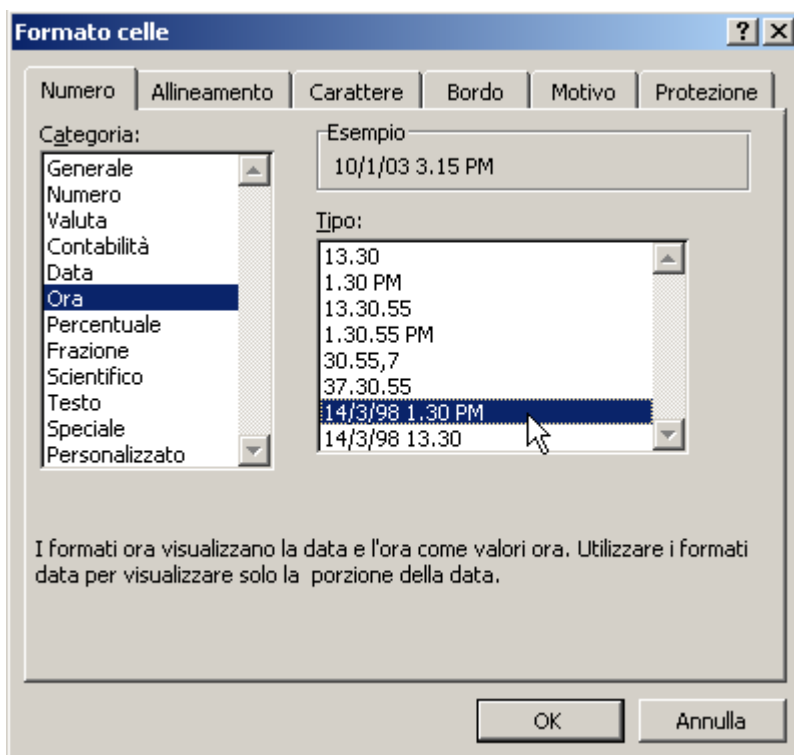 Formato celle
Numero Allineamento Carattere Bordo Motivo Protezione
Categoria:
Generale
Numero
Valuta
Contabilità
Data
Ora
Percentuale
Frazione
Scientifico
Testo
Speciale
Personalizzato
Esempio
10/1/03 3.15 PM
Tipo:
13.30
1.30 PM
13.30.55
1.30.55 PM
30.55,7
37.30.55
14/3/98 1.30 PM
14/3/98 13.30
I formati ora visualizzano la data e l'ora come valori ora. Utilizzare i formati
data per visualizzare solo la porzione della data.
OK Annulla